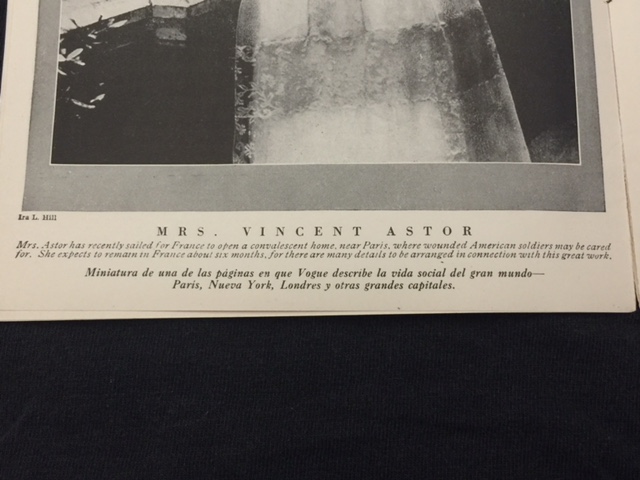 Ira L. Hill
MRS. VINCENT ASTOR
Mrs. Astor has recently sailed for France to open a convalescent home, near Paris, where wounded American soldiers may be cared
for. She expects to remain in France about six months, for there are many details to be arranged in connection with this great work.
Miniatura de una de las páginas en que Vogue describe la vida social del gran mundo—
París, Nueva York, Londres y otras grandes capitales.